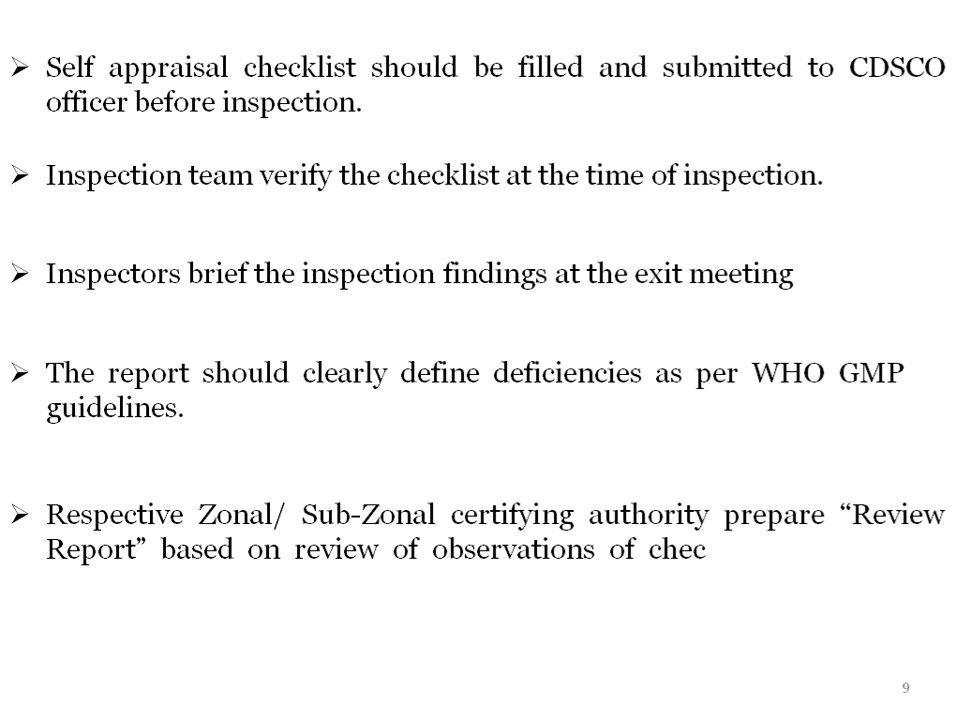 ➢ Self appraisal checklist should be filled and submitted to CDSCO
officer before inspection.
➢ Inspection team verify the checklist at the time of inspection.
➢ Inspectors brief the inspection findings at the exit meeting
➢ The report should clearly define deficiencies as per WHO GMP
guidelines.
➢ Respective Zonal/ Sub-Zonal certifying authority prepare “Review
Report” based on review of observations of chec
9